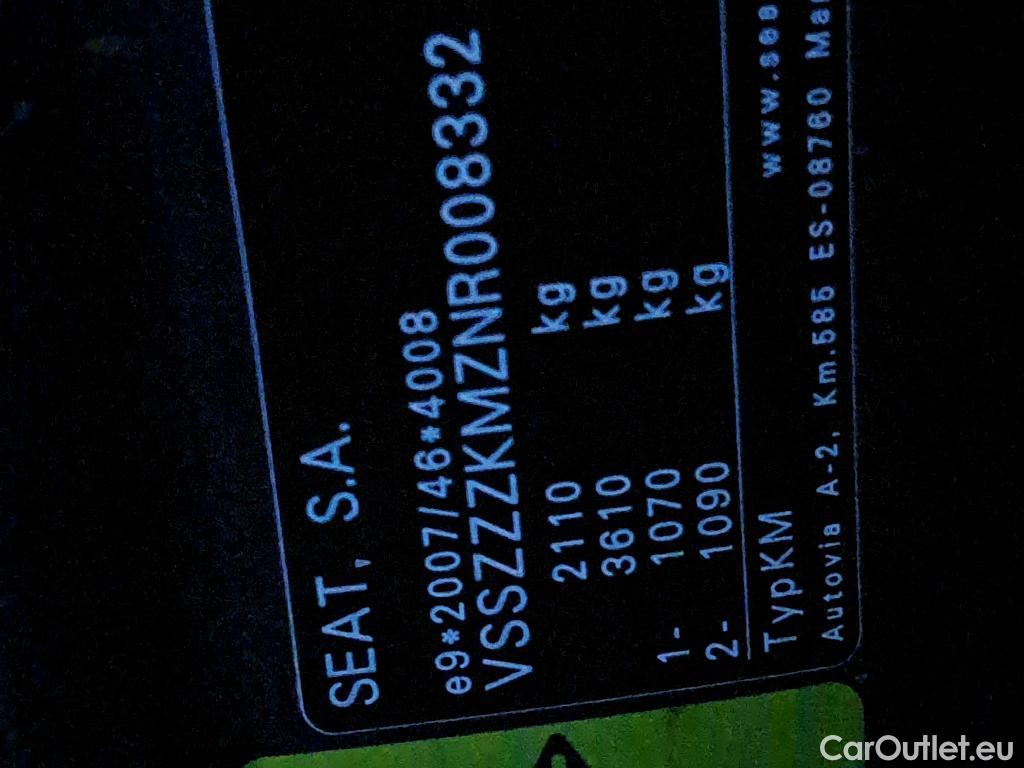 SEAT, S.A.
e9*2007/46*4008
VSSZZZKMZNR008332
2110 kg
3610 kg
1- 1070 kg
2- 1090 kg
TypKM
Autovia A-2, Km.585 ES-08760
CarOutlet.eu